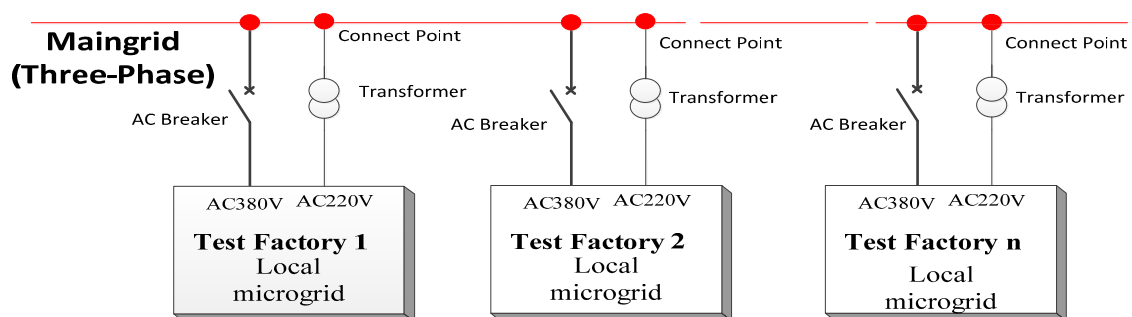 Maingrid
(Three-Phase)
Connect Point
Transformer
AC Breaker
AC380V
AC220V
Test Factory 1
Local
microgrid
Connect Point
Transformer
AC Breaker
AC380V
AC220V
Test Factory 2
Local
microgrid
Connect Point
Transformer
AC Breaker
AC380V
AC220V
Test Factory n
Local
microgrid